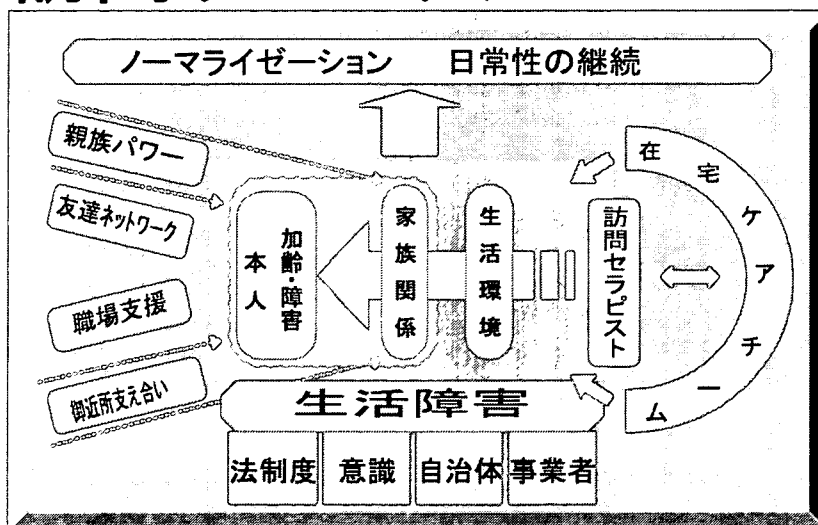 ノーマライゼーション 日常性の継続
親族パワー
友達ネットワーク
職場支援
御近所支え合い
加齢・障害
本人
家族関係
生活環境
訪問セラピスト
在宅ケアチーム
生活障害
法制度
意識
自治体
事業者